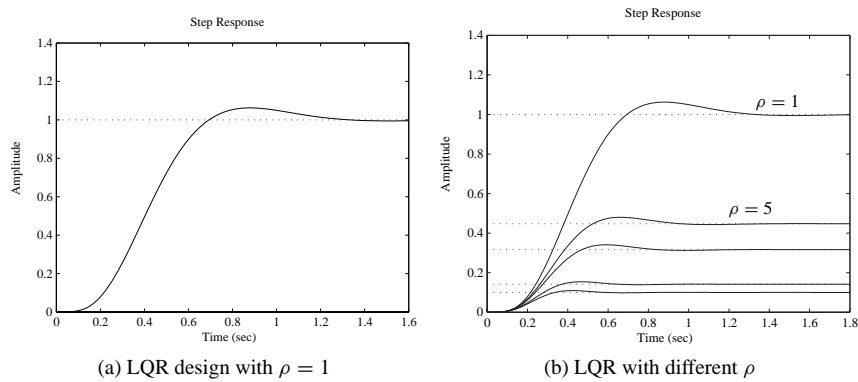 Step Response
1.4
1.2
1
0.8
0.6
0.4
0.2
0
Amplitude
0 0.2 0.4 0.6 0.8 1 1.2 1.4 1.6
Time (sec)
(a) LQR design with ρ = 1
Step Response
1.4
1.2
1
0.8
0.6
0.4
0.2
0
Amplitude
ρ = 1
ρ = 5
0 0.2 0.4 0.6 0.8 1 1.2 1.4 1.6 1.8
Time (sec)
(b) LQR with different ρ